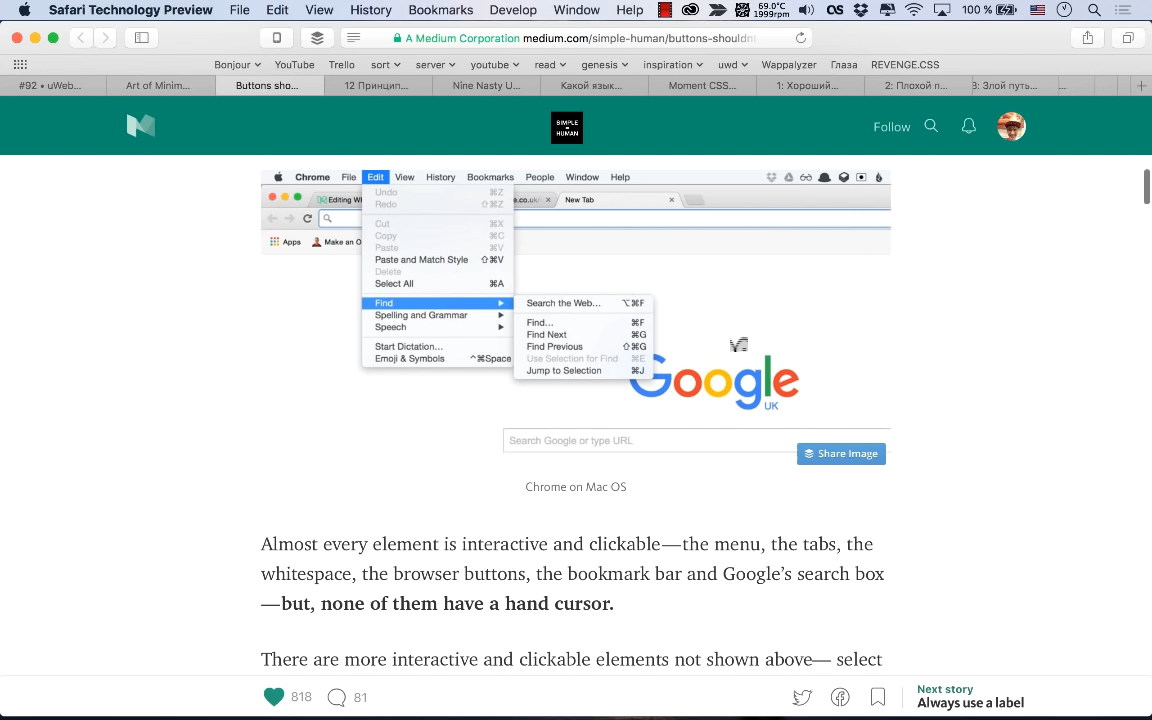 Safari Technology Preview File Edit View History Bookmarks Develop Window Help 69.0°C 1999rpm 100 %
A Medium Corporation medium.com/simple-human/buttons-shouldnt
Bonjour YouTube Trello sort server youtube read genesis inspiration uwd Wappalyzer Глаза REVENGE.CSS
#92 • uWeb... Art of Minim... Buttons sho... 12 Принцип... Nine Nasty U... Какой язык... Moment CSS... 1: Хороший... 2: Плохой п... 3: Злой путь... ...
SIMPLE = HUMAN Follow
Chrome File Edit View History Bookmarks People Window Help
Editing Wh e.co.uk New Tab
Apps Make an O
Undo ⌘Z
Redo ⇧⌘Z
Cut ⌘X
Copy ⌘C
Paste ⌘V
Paste and Match Style ⇧⌘V
Delete
Select All ⌘A
Find
Spelling and Grammar
Speech
Start Dictation...
Emoji & Symbols ^⌘Space
Search the Web... ⌥⌘F
Find... ⌘F
Find Next ⌘G
Find Previous ⇧⌘G
Use Selection for Find ⌘E
Jump to Selection ⌘J
Google
UK
Search Google or type URL
Share Image
Chrome on Mac OS
Almost every element is interactive and clickable—the menu, the tabs, the
whitespace, the browser buttons, the bookmark bar and Google’s search box
—but, none of them have a hand cursor.
There are more interactive and clickable elements not shown above— select
818 81
Next story
Always use a label